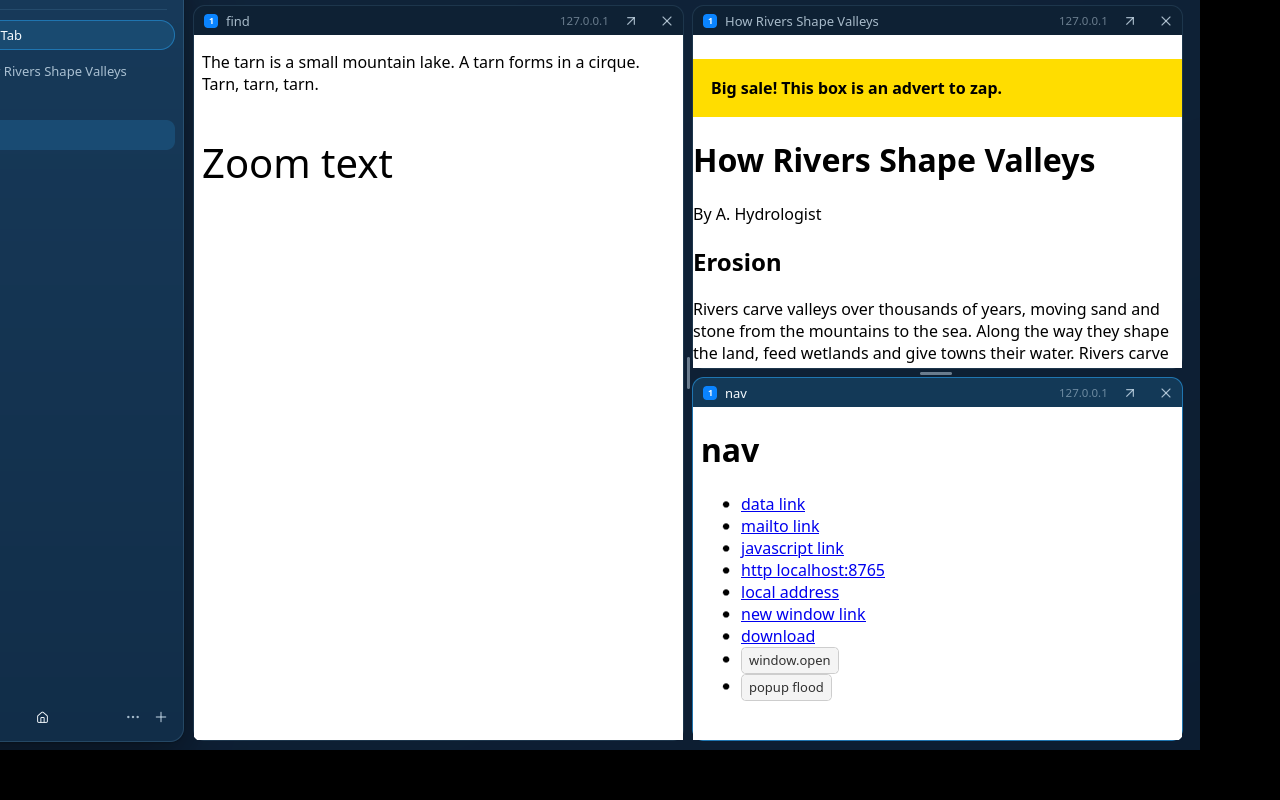 Tab
Rivers Shape Valleys
1 find 127.0.0.1
The tarn is a small mountain lake. A tarn forms in a cirque.
Tarn, tarn, tarn.
Zoom text
1 How Rivers Shape Valleys 127.0.0.1
Big sale! This box is an advert to zap.
How Rivers Shape Valleys
By A. Hydrologist
Erosion
Rivers carve valleys over thousands of years, moving sand and
stone from the mountains to the sea. Along the way they shape
the land, feed wetlands and give towns their water. Rivers carve
1 nav 127.0.0.1
nav
data link
mailto link
javascript link
http localhost:8765
local address
new window link
download
window.open
popup flood